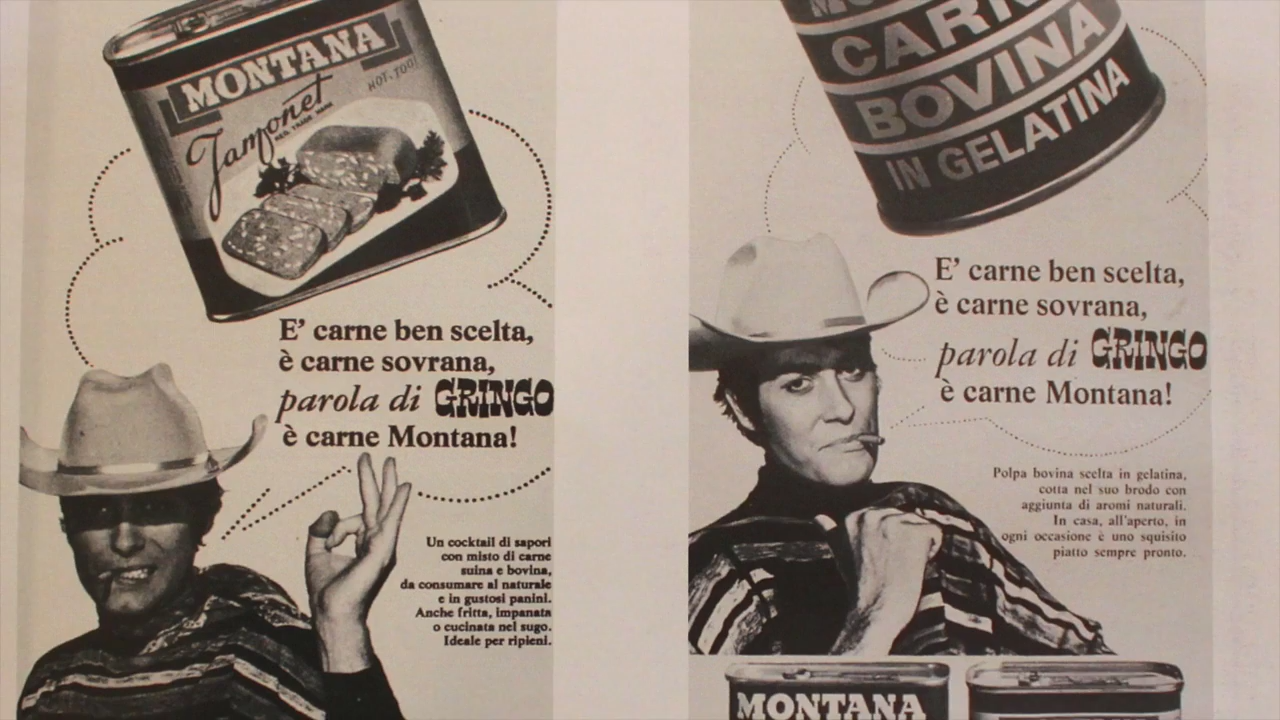 MONTANA
HOT, TOO!
Jamonet
REG. TRADE MARK
E' carne ben scelta,
è carne sovrana,
parola di GRINGO
è carne Montana!
Un cocktail di sapori
con misto di carne
suina e bovina,
da consumare al naturale
e in gustosi panini.
Anche fritta, impanata
o cucinata nel sugo.
Ideale per ripieni.
CARN
BOVINA
IN GELATINA
E' carne ben scelta,
è carne sovrana,
parola di GRINGO
è carne Montana!
Polpa bovina scelta in gelatina,
cotta nel suo brodo con
aggiunta di aromi naturali.
In casa, all'aperto, in
ogni occasione è uno squisito
piatto sempre pronto.
MONTANA